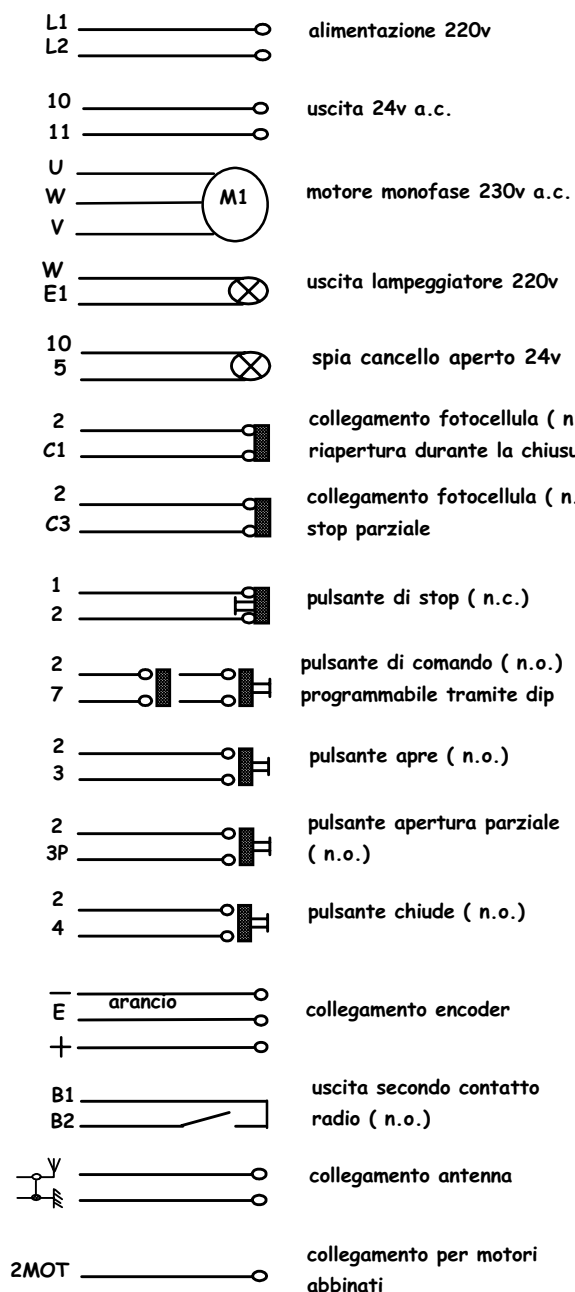 L1
L2
alimentazione 220v
10
11
uscita 24v a.c.
U
W
V
M1
motore monofase 230v a.c.
W
E1
uscita lampeggiatore 220v
10
5
spia cancello aperto 24v
2
C1
collegamento fotocellula ( n
riapertura durante la
2
C3
collegamento fotocellula ( n.
stop parziale
1
2
pulsante di stop ( n.c.)
2
7
pulsante di comando ( n.o.)
programmabile tramite dip
2
3
pulsante apre ( n.o.)
2
3P
pulsante apertura parziale
( n.o.)
2
4
pulsante chiude ( n.o.)
—
arancio
E
+
collegamento encoder
B1
B2
uscita secondo contatto
radio ( n.o.)
collegamento antenna
2MOT
collegamento per motori
abbinati